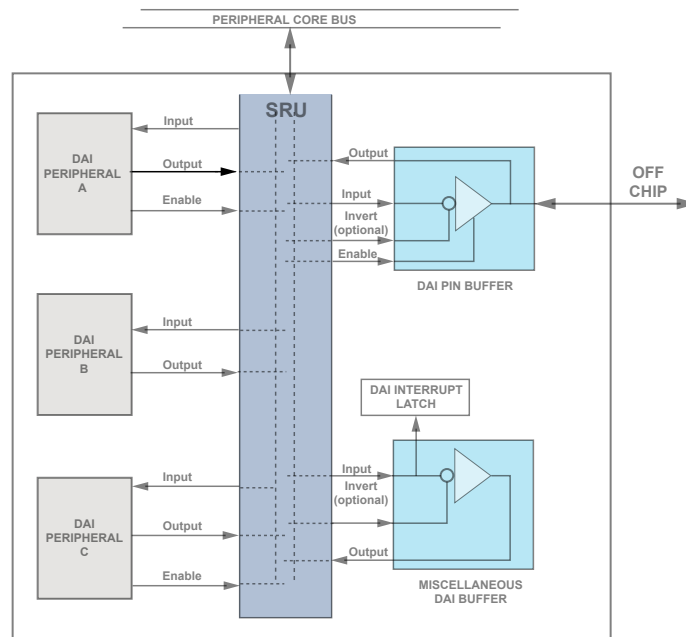 PERIPHERAL CORE BUS
SRU
Input
DAI
PERIPHERAL
A
Output
Enable
Output
Input
Invert
(optional)
Enable
DAI PIN BUFFER
OFF
CHIP
Input
DAI
PERIPHERAL
B
Output
DAI INTERRUPT
LATCH
Input
DAI
PERIPHERAL
C
Output
Enable
Input
Invert
(optional)
Output
MISCELLANEOUS
DAI BUFFER